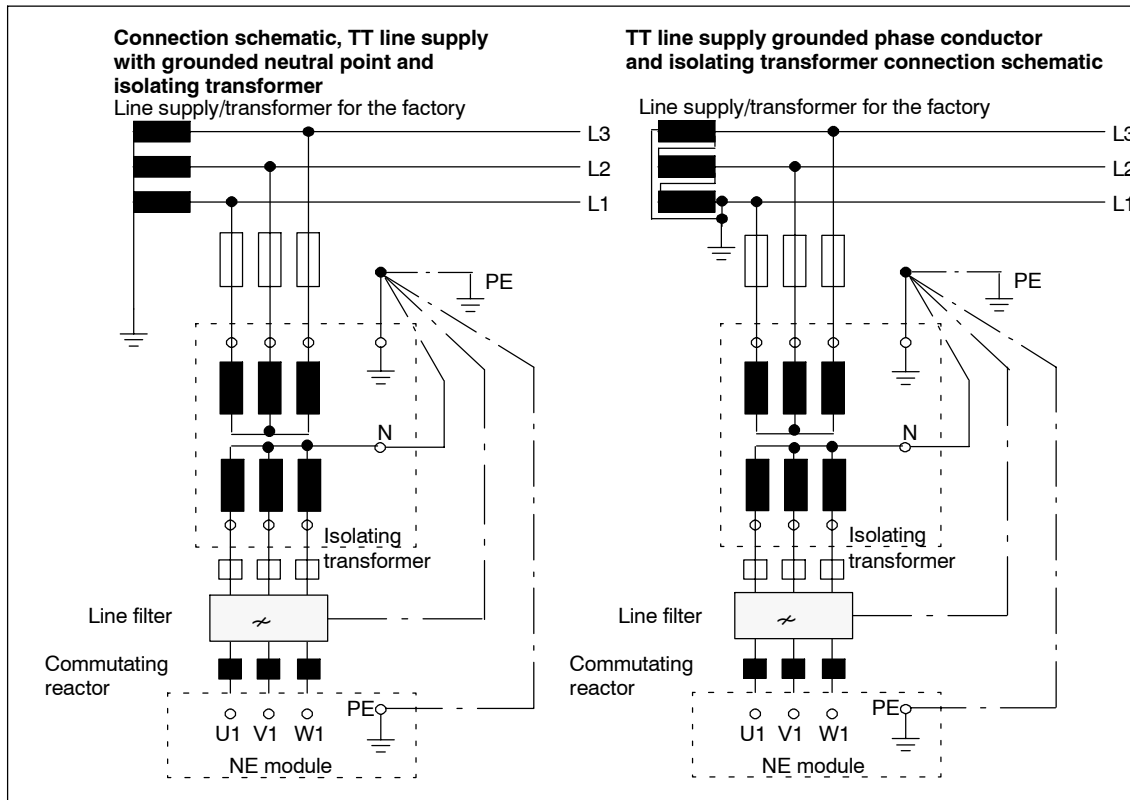 Connection schematic, TT line supply
with grounded neutral point and
isolating transformer
Line supply/transformer for the factory
L3
L2
L1
PE
N
Isolating
transformer
Line filter
Commutating
reactor
PE
U1 V1 W1
NE module
TT line supply grounded phase conductor
and isolating transformer connection schematic
Line supply/transformer for the factory
L3
L2
L1
PE
N
Isolating
transformer
Line filter
Commutating
reactor
PE
U1 V1 W1
NE module